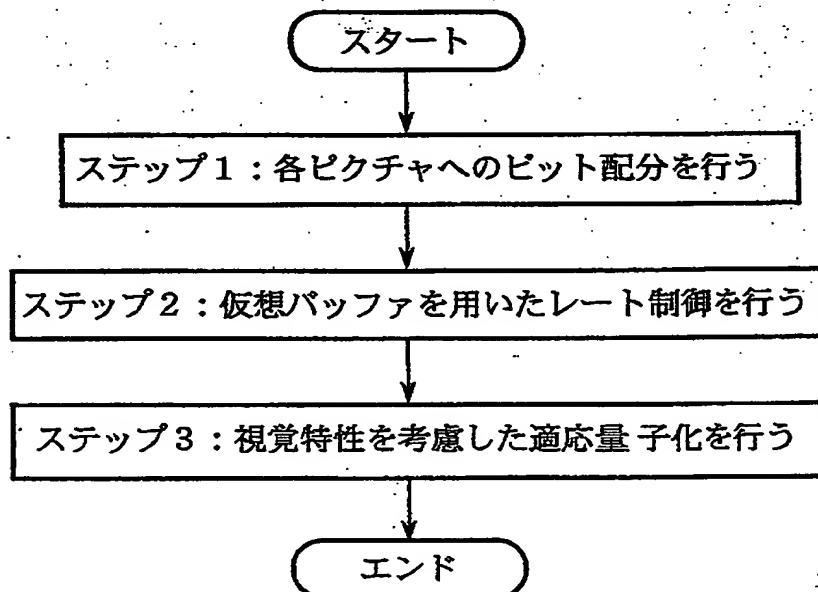 スタート
ステップ1:各ピクチャへのビット配分を行う
ステップ2:仮想バッファを用いたレート制御を行う
ステップ3:視覚特性を考慮した適応量子化を行う
エンド